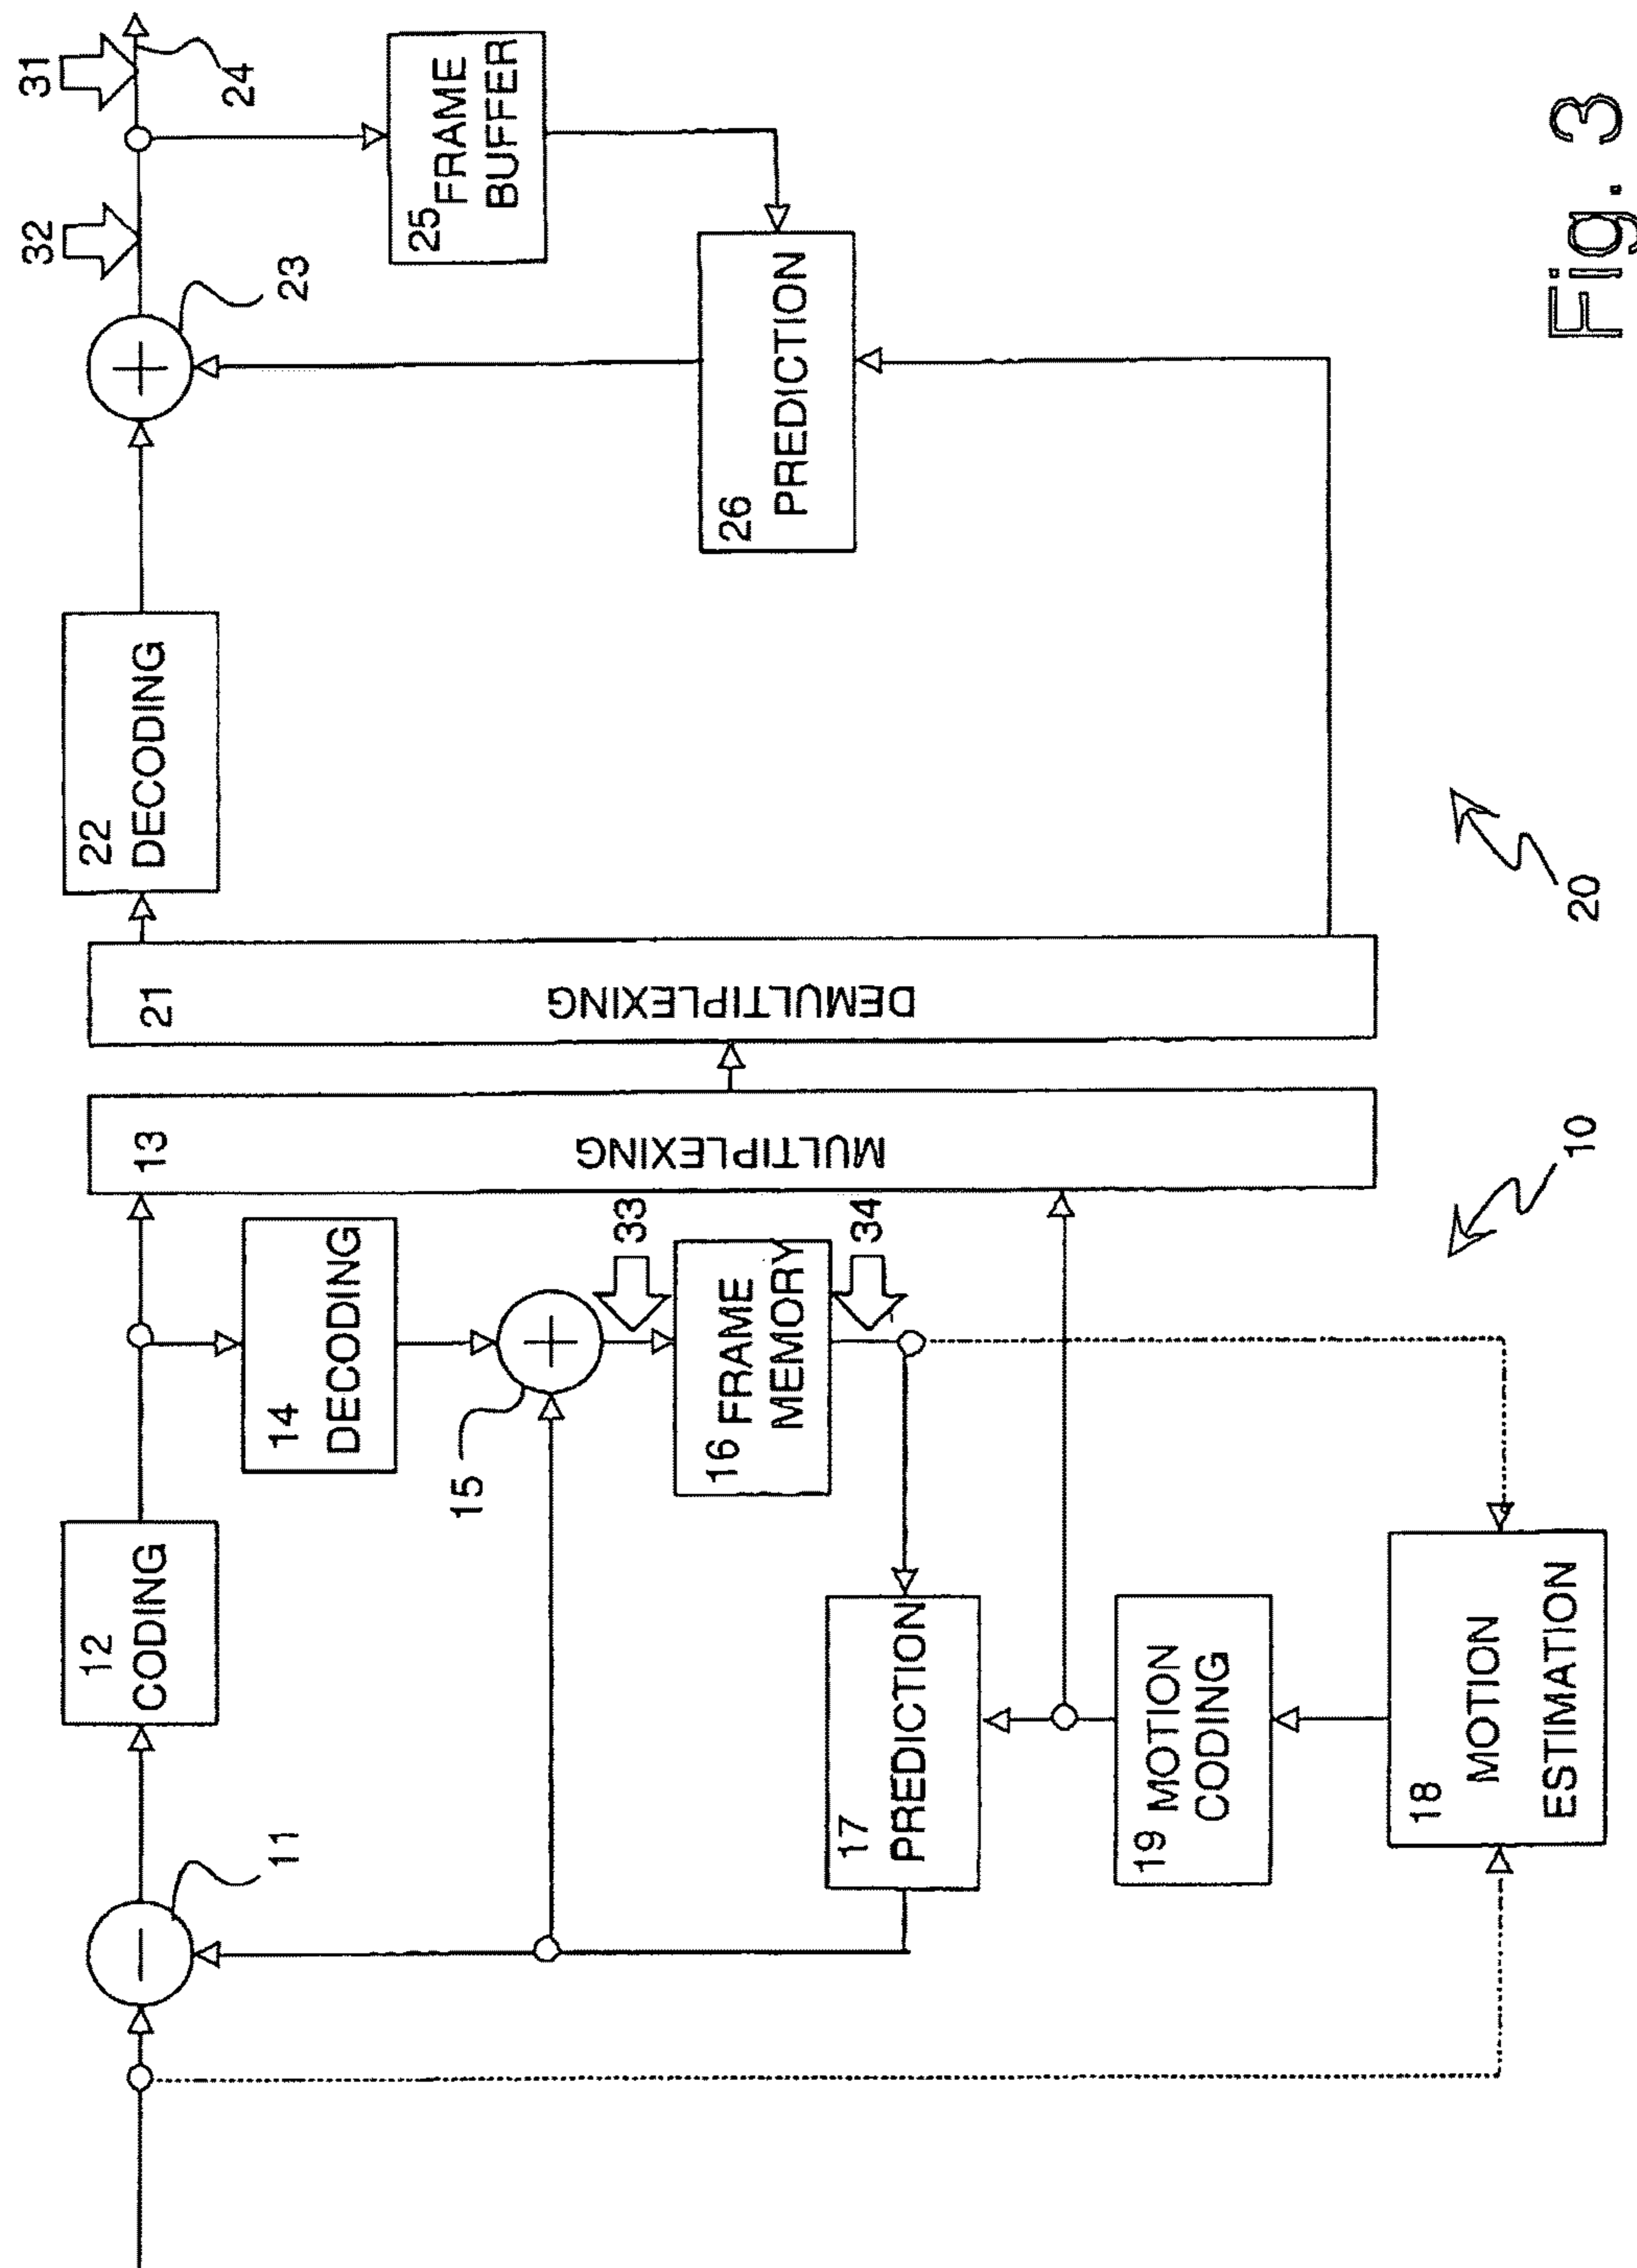 11
12
CODING
14
DECODING
15
33
16 FRAME
MEMORY
34
17
PREDICTION
19 MOTION
CODING
18
MOTION
ESTIMATION
13
MULTIPLEXING
10
21
DEMULTIPLEXING
20
22
DECODING
23
32
31
24
25 FRAME
BUFFER
26
PREDICTION
Fig. 3